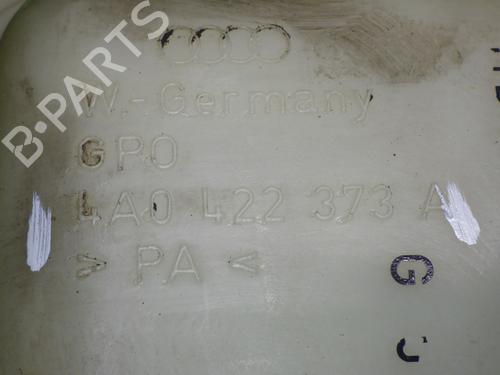 B-PARTS
W.-Germany
GPO
4A0 422 373 A
> PA <
G